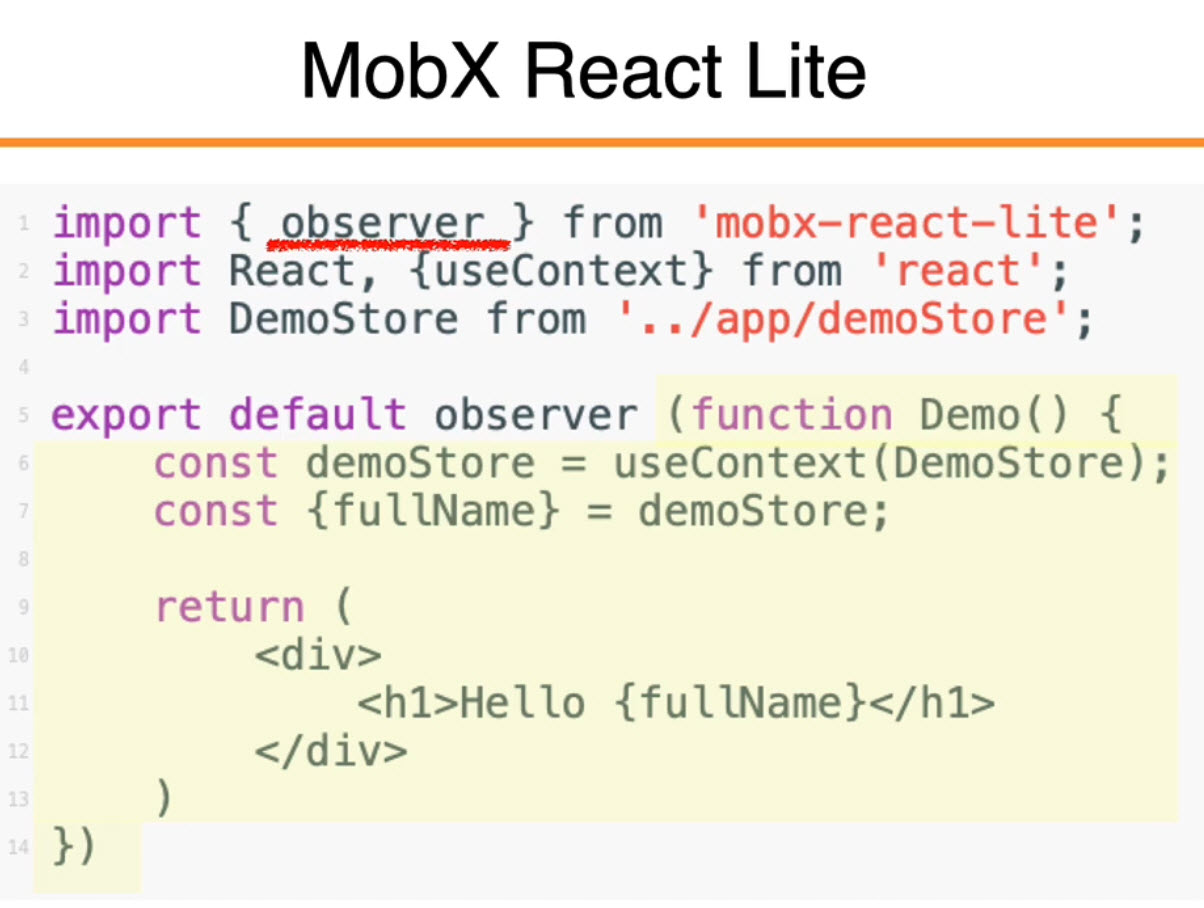 MobX React Lite
1 import { observer } from 'mobx-react-lite';
2 import React, {useContext} from 'react';
3 import DemoStore from '../app/demoStore';
4
5 export default observer (function Demo() {
6     const demoStore = useContext(DemoStore);
7     const {fullName} = demoStore;
8
9     return (
10         <div>
11             <h1>Hello {fullName}</h1>
12         </div>
13     )
14 })